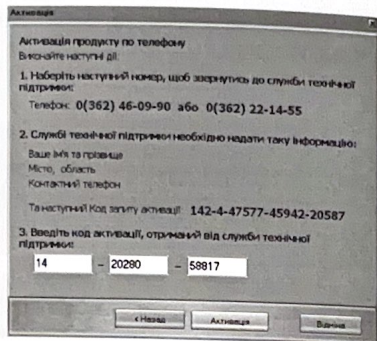 Активація
Активація продукту по телефону
Виконайте наступні дії:
1. Наберіть наступний номер, щоб звернутись до служби технічної
підтримки:
Телефон: 0(362) 46-09-90 або 0(362) 22-14-55
2. Службі технічної підтримки необхідно надати таку інформацію:
Ваше ім'я та прізвище
Місто, область
Контактний телефон
Та наступний Код запиту активації 142-4-47577-45942-20587
3. Введіть код активації, отриманий від служби технічної
підтримки:
14 – 20280 – 58817
< Назад Активація Відміна